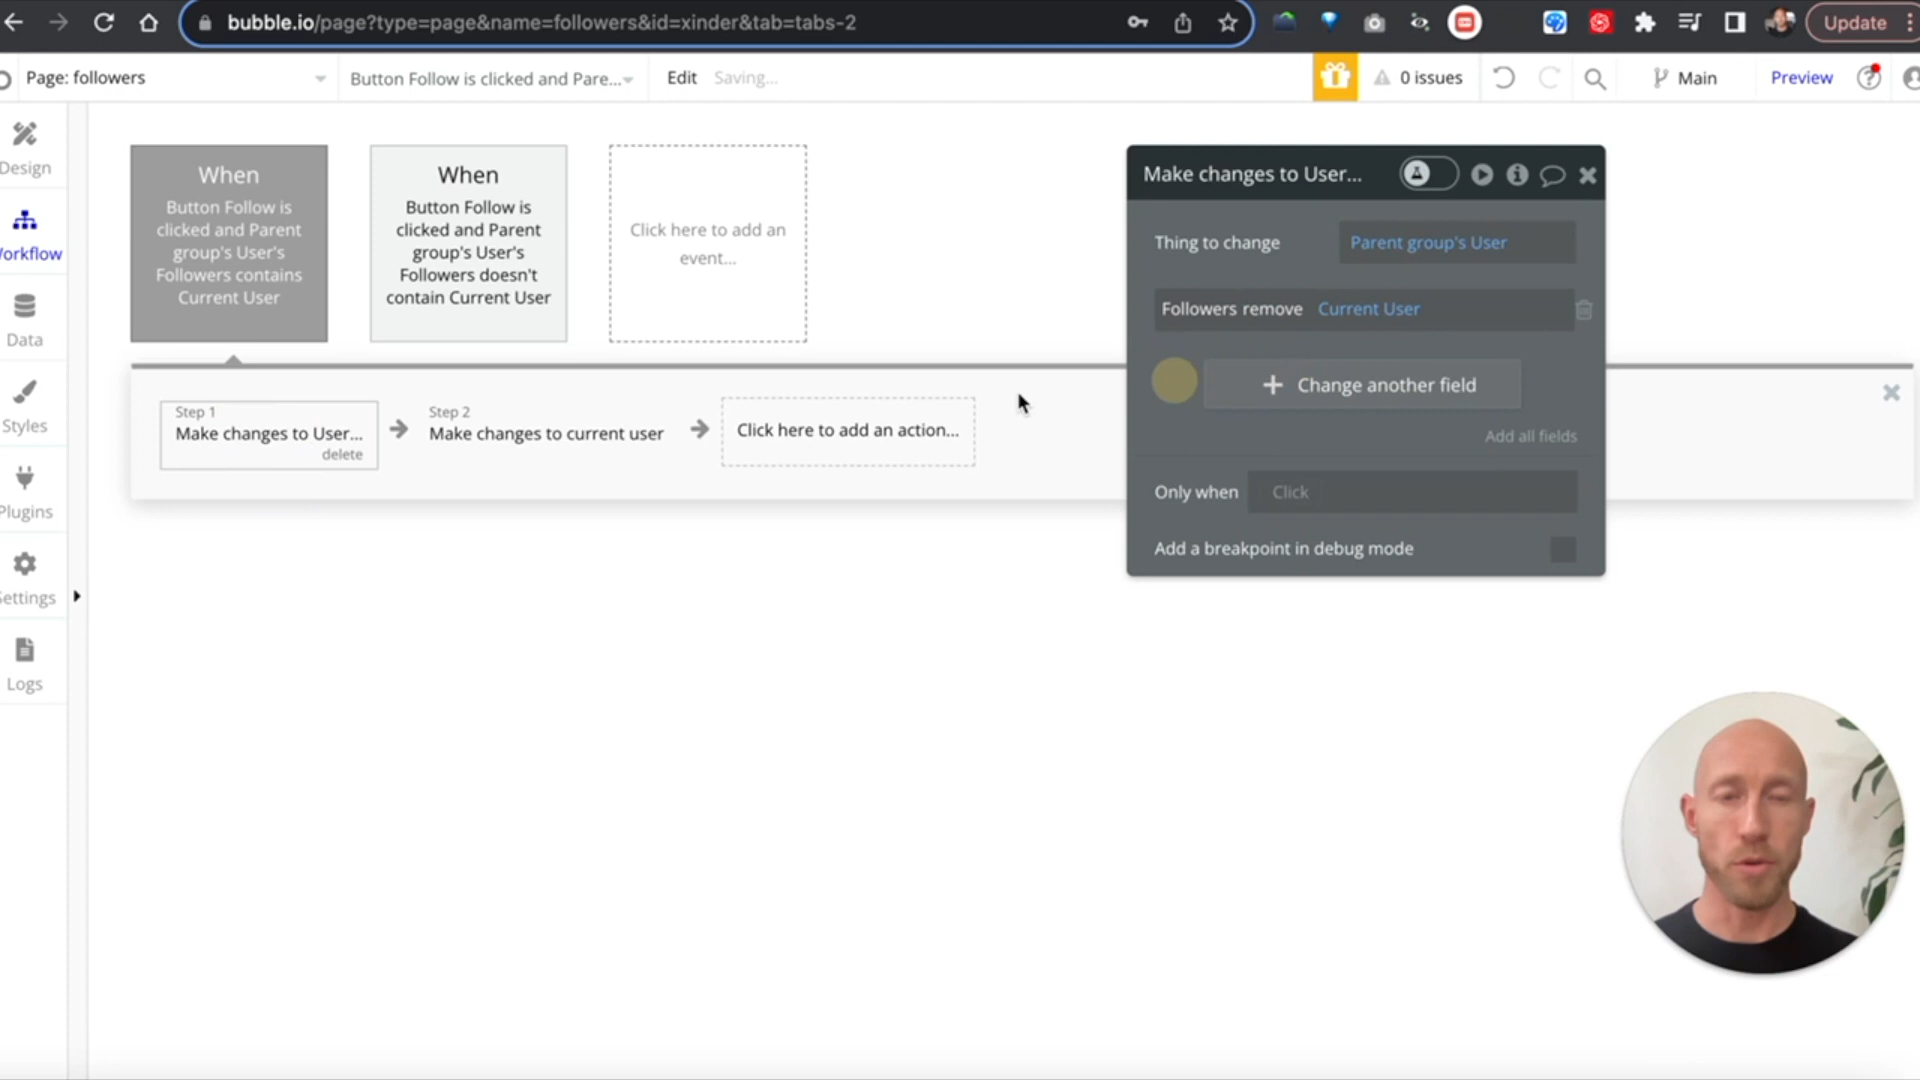 bubble.io/page?type=page&name=followers&id=xinder&tab=tabs-2
Update
Page: followers
Button Follow is clicked and Pare...
Edit
Saving...
0 issues
Main
Preview
Design
Workflow
Data
Styles
Plugins
Settings
Logs
When
Button Follow is
clicked and Parent
group's User's
Followers contains
Current User
When
Button Follow is
clicked and Parent
group's User's
Followers doesn't
contain Current User
Click here to add an
event...
Step 1
Make changes to User...
delete
Step 2
Make changes to current user
Click here to add an action...
Make changes to User...
Thing to change
Parent group's User
Followers remove Current User
Change another field
Add all fields
Only when
Click
Add a breakpoint in debug mode